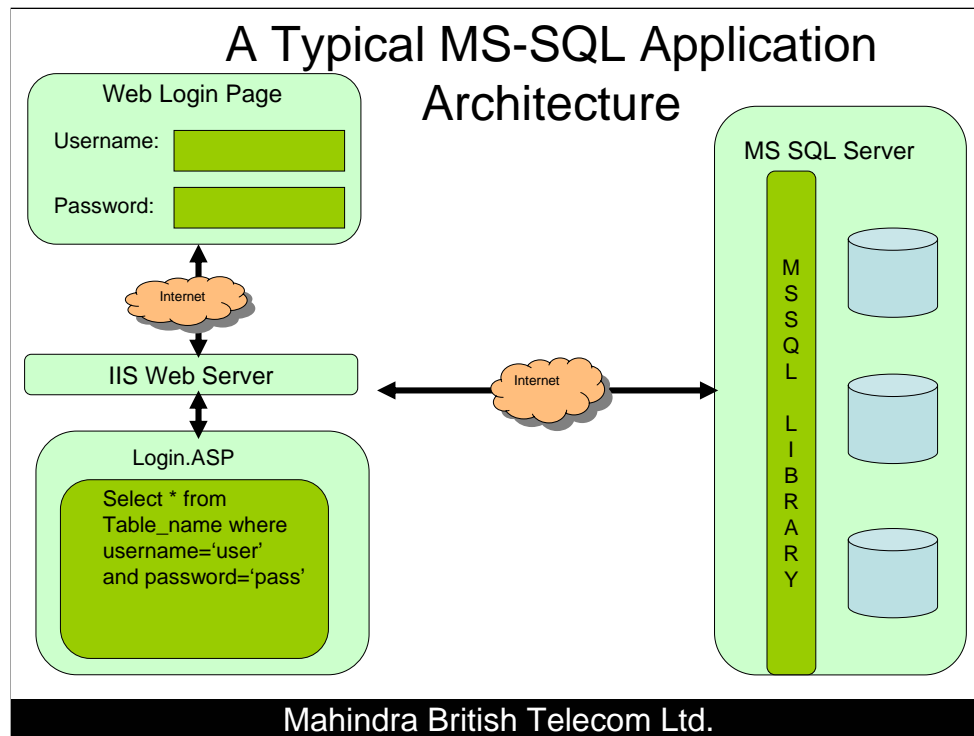 A Typical MS-SQL Application
Architecture
Web Login Page
Username:
Password:
Internet
IIS Web Server
Login.ASP
Select * from
Table_name where
username=‘user’
and password=‘pass’
Internet
MS SQL Server
M
S
S
Q
L
L
I
B
R
A
R
Y
Mahindra British Telecom Ltd.